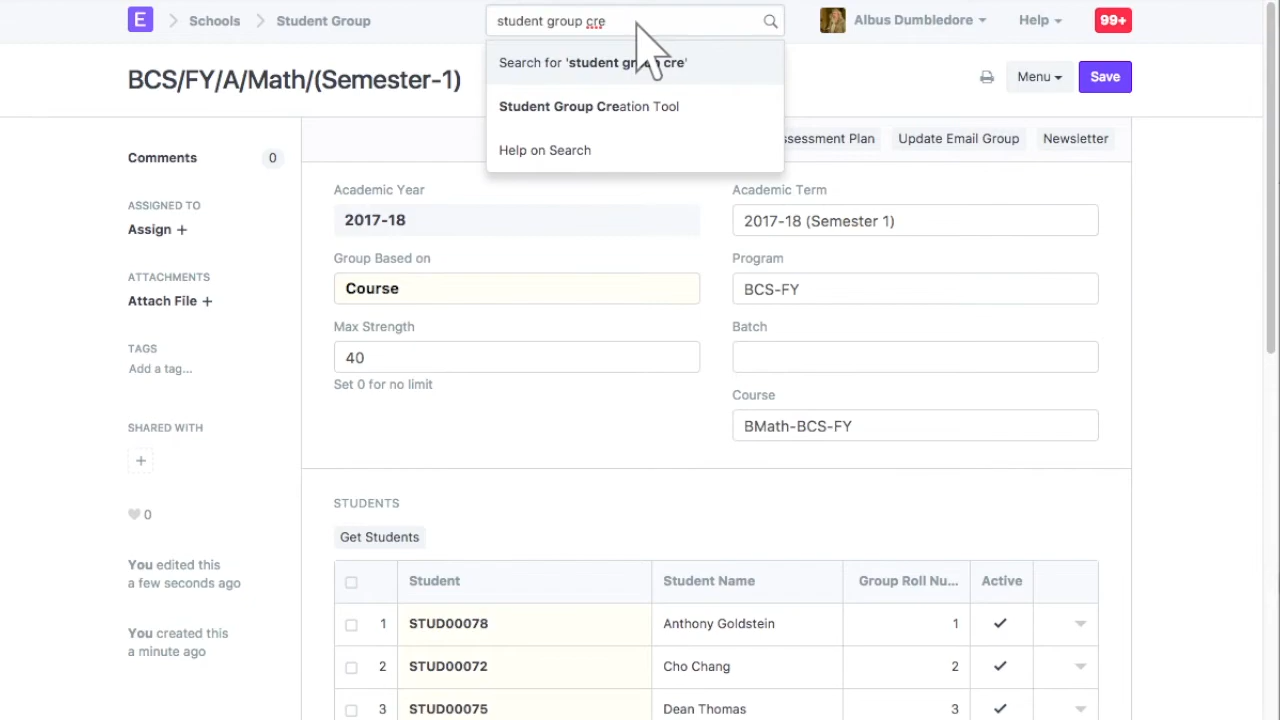 E Schools Student Group student group cre Albus Dumbledore Help 99+
BCS/FY/A/Math/(Semester-1) Menu Save
Search for 'student group cre'
Student Group Creation Tool
Help on Search
ssessment Plan Update Email Group Newsletter
Comments 0
ASSIGNED TO
Assign +
ATTACHMENTS
Attach File +
TAGS
Add a tag...
SHARED WITH
+
0
You edited this
a few seconds ago
You created this
a minute ago
Academic Year
2017-18
Group Based on
Course
Max Strength
40
Set 0 for no limit
Academic Term
2017-18 (Semester 1)
Program
BCS-FY
Batch
Course
BMath-BCS-FY
STUDENTS
Get Students
Student Student Name Group Roll Nu... Active
1 STUD00078 Anthony Goldstein 1
2 STUD00072 Cho Chang 2
3 STUD00075 Dean Thomas 3